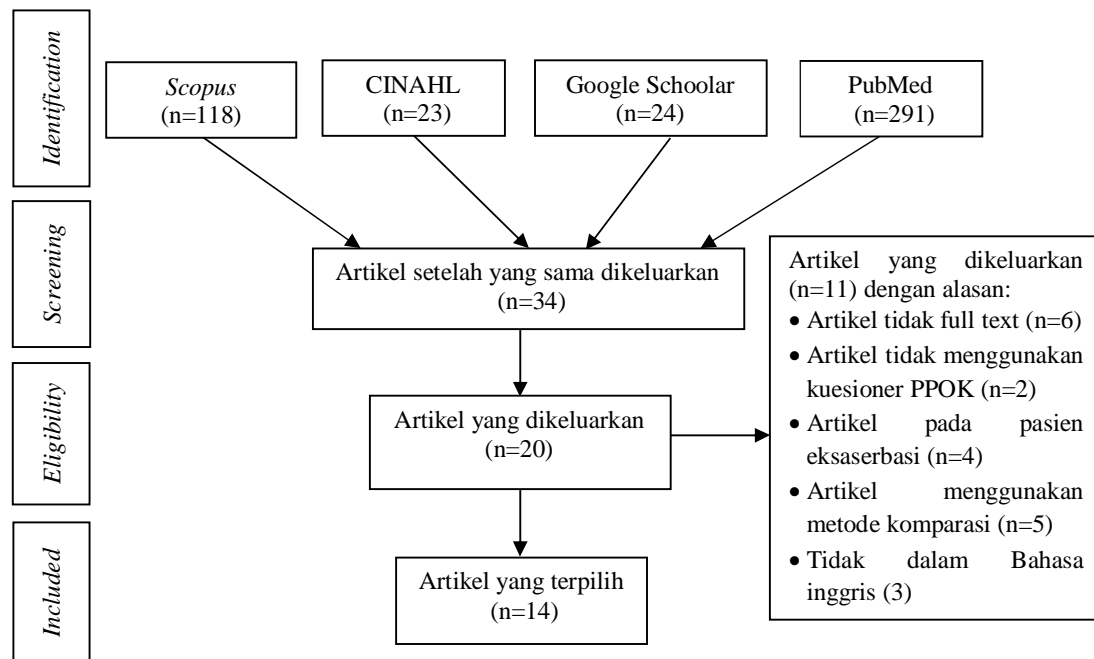 Identification
Scopus
(n=118)
CINAHL
(n=23)
Google Schoolar
(n=24)
PubMed
(n=291)
Screening
Artikel setelah yang sama dikeluarkan
(n=34)
Eligibility
Artikel yang dikeluarkan
(n=20)
Artikel yang dikeluarkan
(n=11) dengan alasan:
• Artikel tidak full text (n=6)
• Artikel tidak menggunakan
kuesioner PPOK (n=2)
• Artikel pada pasien
eksaserbasi (n=4)
• Artikel menggunakan
metode komparasi (n=5)
• Tidak dalam Bahasa
inggris (3)
Included
Artikel yang terpilih
(n=14)